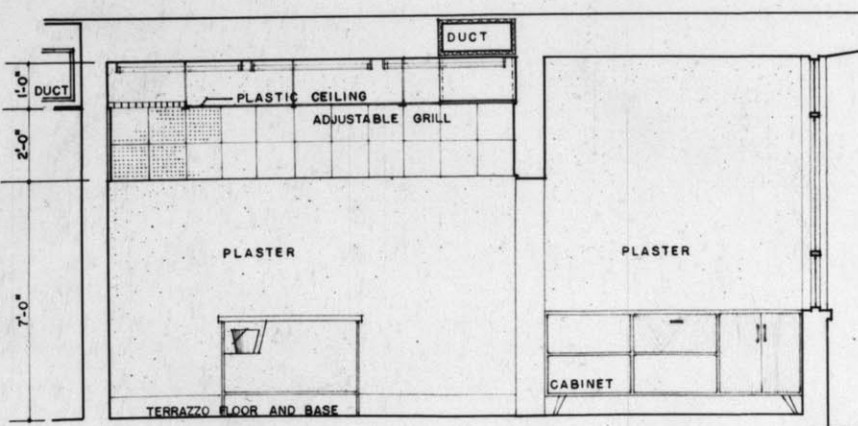 DUCT
DUCT
1'-0"
PLASTIC CEILING
ADJUSTABLE GRILL
2'-0"
PLASTER
PLASTER
7'-0"
CABINET
TERRAZZO FLOOR AND BASE